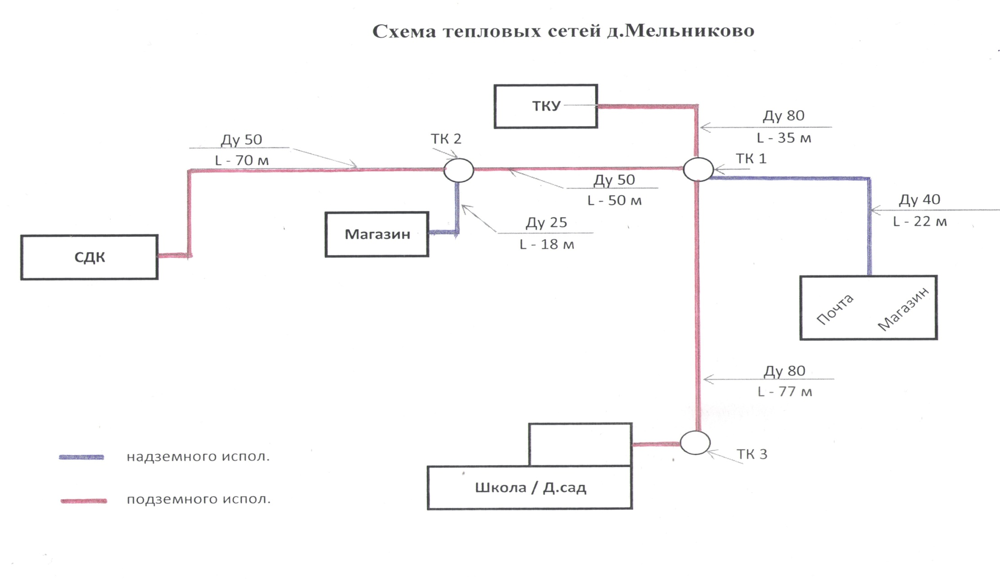 Схема тепловых сетей д.Мельниково
ТКУ
Ду 80
L - 35 м
Ду 50
L - 70 м
ТК 2
ТК 1
Ду 50
L - 50 м
Ду 40
L - 22 м
Магазин
Ду 25
L - 18 м
СДК
Почта
Магазин
Ду 80
L - 77 м
ТК 3
Школа / Д.сад
надземного испол.
подземного испол.